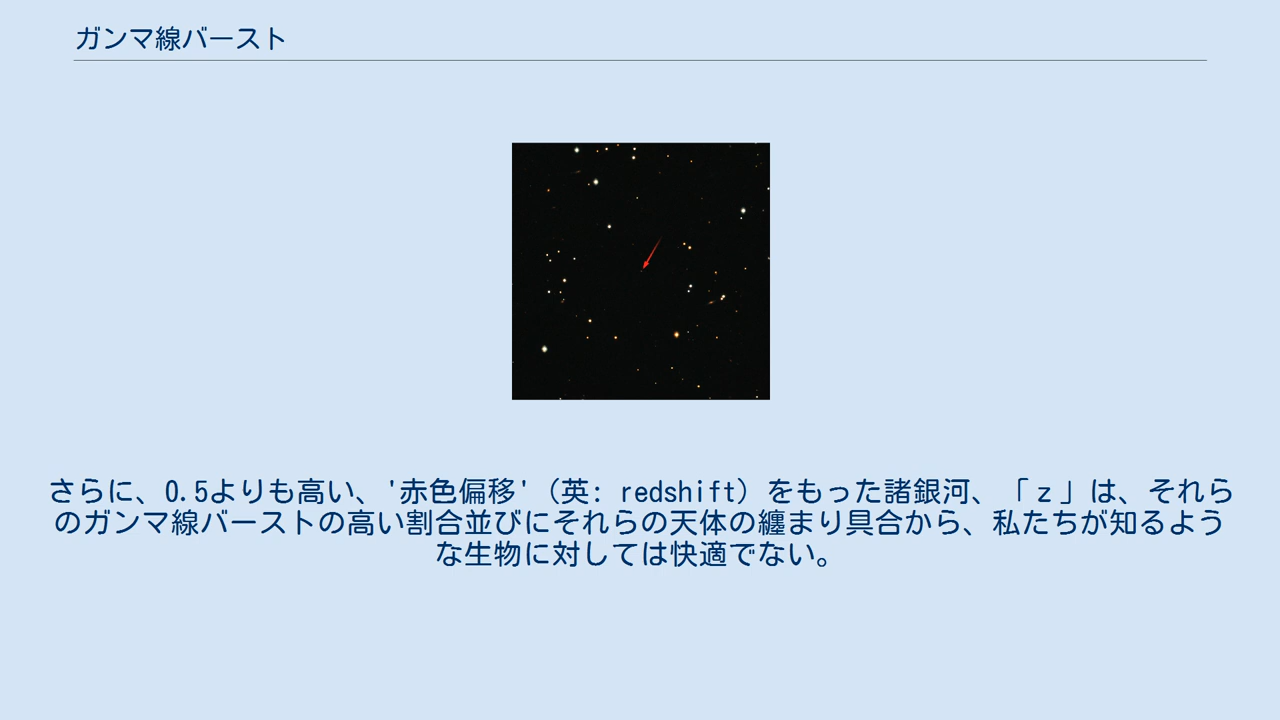 ガンマ線バースト
さらに、0.5よりも高い、'赤色偏移'（英: redshift）をもった諸銀河、「ｚ」は、それら
のガンマ線バーストの高い割合並びにそれらの天体の纏まり具合から、私たちが知るよう
な生物に対しては快適でない。